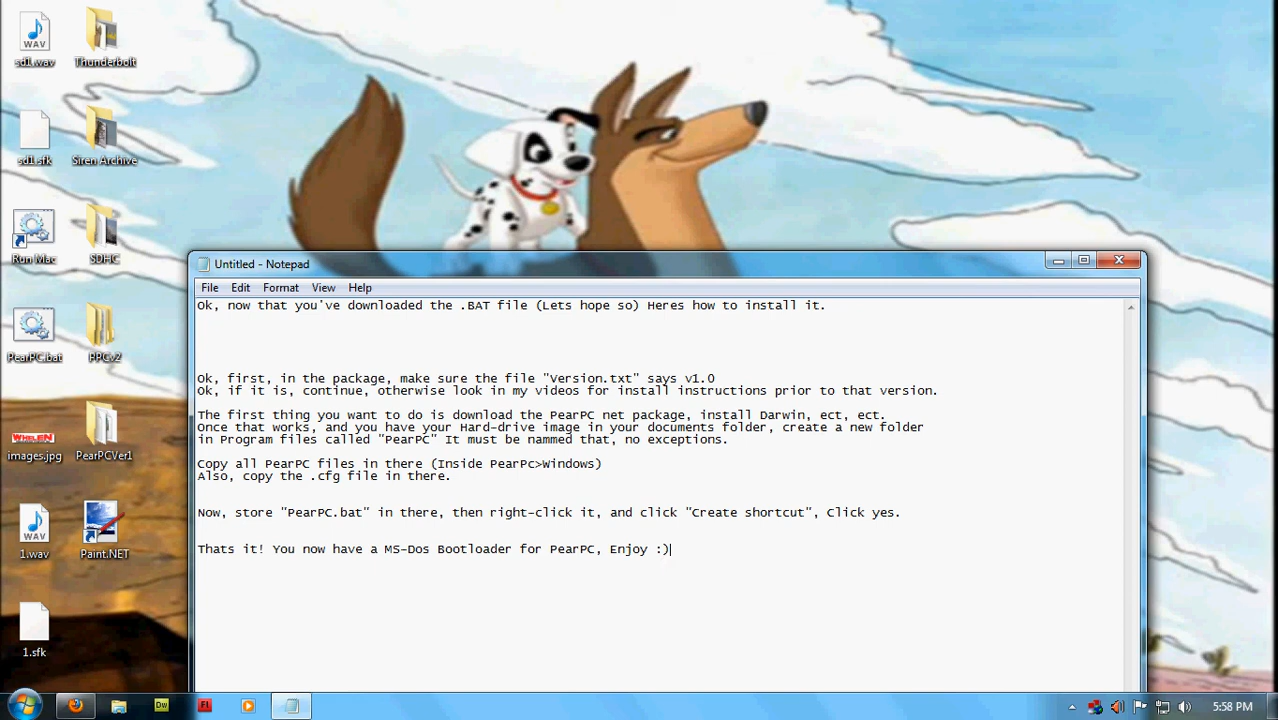 sd1.wav
Thunderbolt
sd1.sfk
Siren Archive
Run Mac
SDHC
PearPC.bat
PPCv2
images.jpg
PearPCVer1
1.wav
Paint.NET
1.sfk
WAV
WAV
WHELEN
Untitled - Notepad
File Edit Format View Help
Ok, now that you've downloaded the .BAT file (Lets hope so) Heres how to install it.
Ok, first, in the package, make sure the file "Version.txt" says v1.0
Ok, if it is, continue, otherwise look in my videos for install instructions prior to that version.
The first thing you want to do is download the PearPC net package, install Darwin, ect, ect.
Once that works, and you have your Hard-drive image in your documents folder, create a new folder
in Program files called "PearPC" It must be nammed that, no exceptions.
Copy all PearPC files in there (Inside PearPc>Windows)
Also, copy the .cfg file in there.
Now, store "PearPC.bat" in there, then right-click it, and click "Create shortcut", Click yes.
Thats it! You now have a MS-Dos Bootloader for PearPC, Enjoy :)
Dw
Fl
5:58 PM